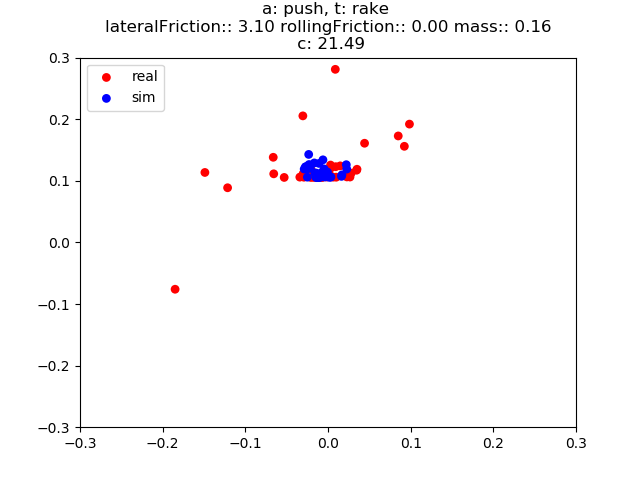 a: push, t: rake
lateralFriction:: 3.10 rollingFriction:: 0.00 mass:: 0.16
c: 21.49
real
sim
0.3
0.2
0.1
0.0
−0.1
−0.2
−0.3
−0.3
−0.2
−0.1
0.0
0.1
0.2
0.3